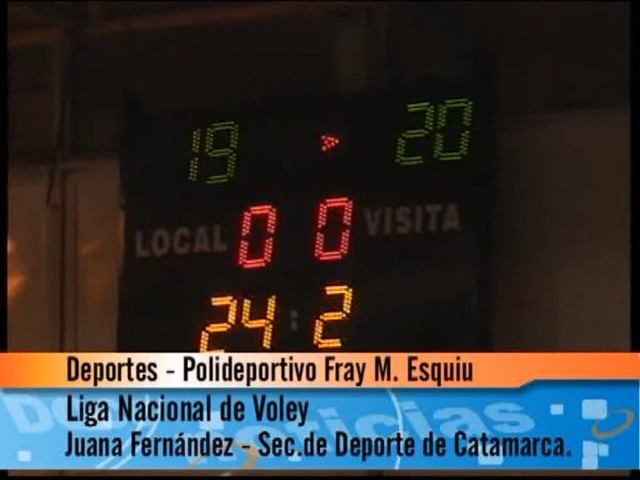 19 20
LOCAL 0 0 VISITA
24:2
Deportes - Polideportivo Fray M. Esquiu
Liga Nacional de Voley
Juana Fernández - Sec.de Deporte de Catamarca.